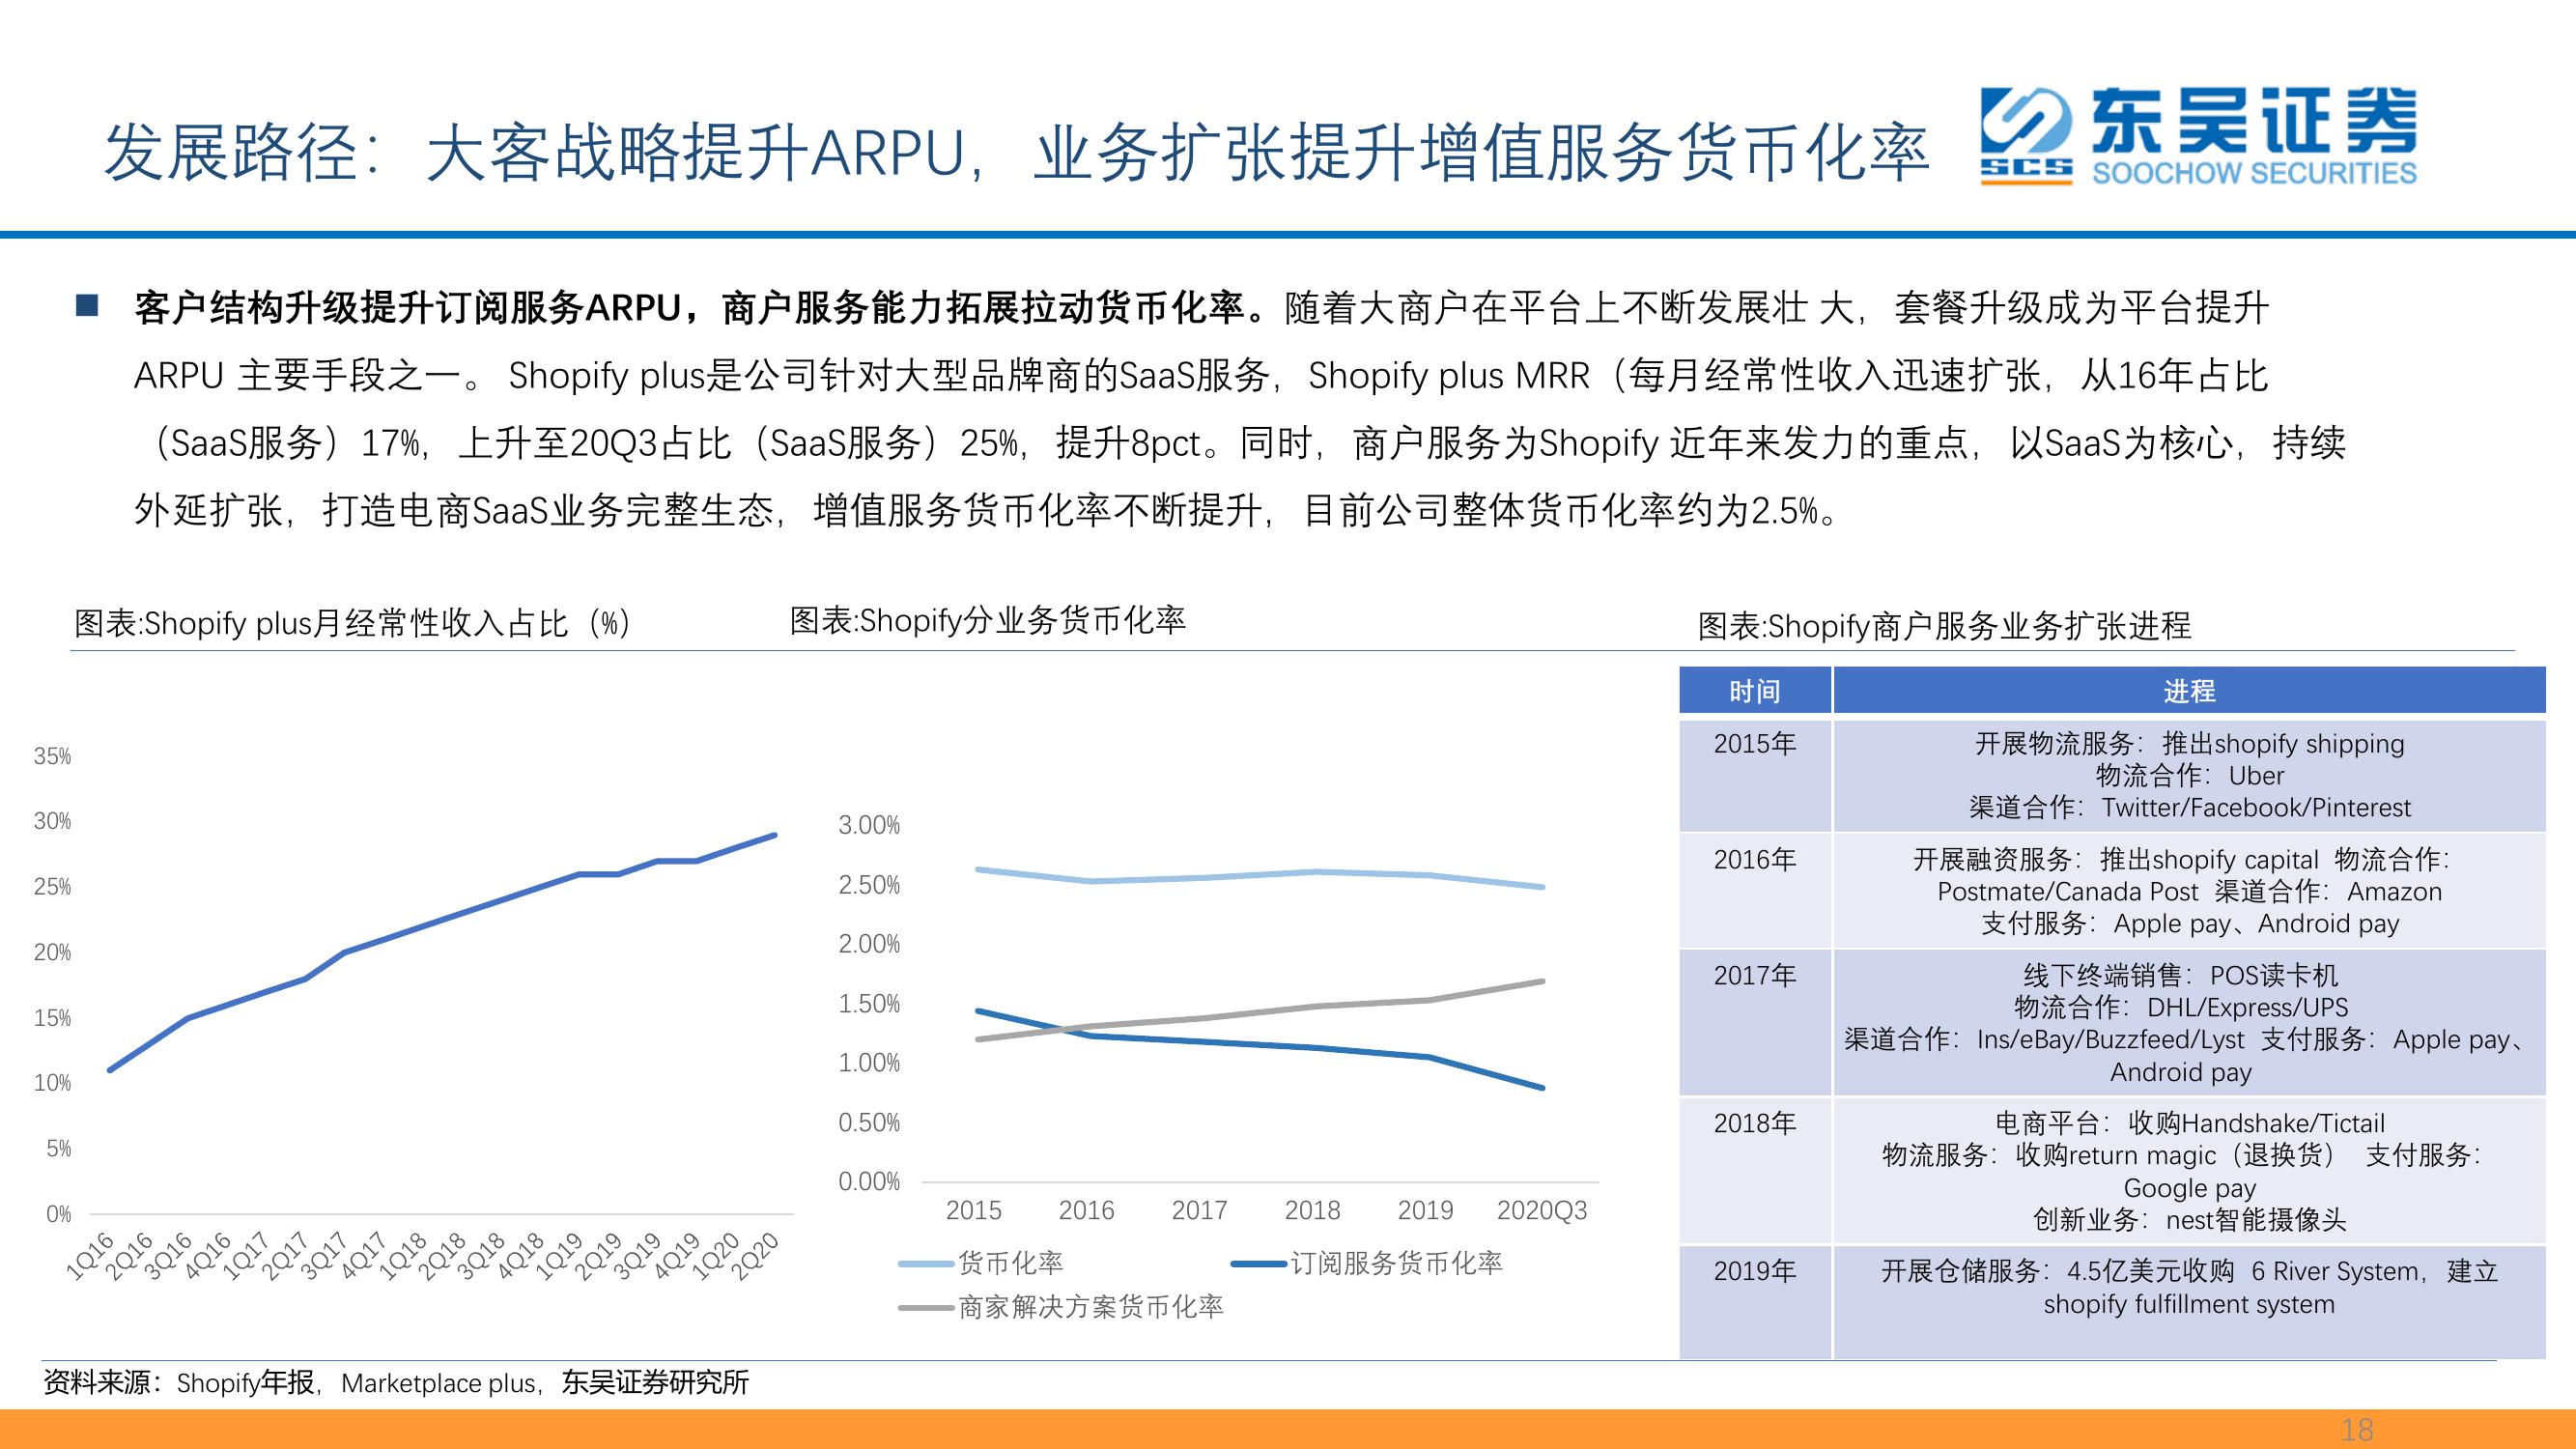 发展路径：大客战略提升ARPU，业务扩张提升增值服务货币化率
东吴证券
SCS
SOOCHOW SECURITIES
■ 客户结构升级提升订阅服务ARPU，商户服务能力拓展拉动货币化率。随着大商户在平台上不断发展壮 大，套餐升级成为平台提升
ARPU 主要手段之一。 Shopify plus是公司针对大型品牌商的SaaS服务，Shopify plus MRR（每月经常性收入迅速扩张，从16年占比
（SaaS服务）17%，上升至20Q3占比（SaaS服务）25%，提升8pct。同时，商户服务为Shopify 近年来发力的重点，以SaaS为核心，持续
外延扩张，打造电商SaaS业务完整生态，增值服务货币化率不断提升，目前公司整体货币化率约为2.5%。
图表:Shopify plus月经常性收入占比（%）
35%
30%
25%
20%
15%
10%
5%
0%
1Q16 2Q16 3Q16 4Q16 1Q17 2Q17 3Q17 4Q17 1Q18 2Q18 3Q18 4Q18 1Q19 2Q19 3Q19 4Q19 1Q20 2Q20
图表:Shopify分业务货币化率
3.00%
2.50%
2.00%
1.50%
1.00%
0.50%
0.00%
2015 2016 2017 2018 2019 2020Q3
货币化率 订阅服务货币化率
商家解决方案货币化率
图表:Shopify商户服务业务扩张进程
时间 进程
2015年 开展物流服务：推出shopify shipping
物流合作：Uber
渠道合作：Twitter/Facebook/Pinterest
2016年 开展融资服务：推出shopify capital 物流合作：
Postmate/Canada Post 渠道合作：Amazon
支付服务：Apple pay、Android pay
2017年 线下终端销售：POS读卡机
物流合作：DHL/Express/UPS
渠道合作：Ins/eBay/Buzzfeed/Lyst 支付服务：Apple pay、
Android pay
2018年 电商平台：收购Handshake/Tictail
物流服务：收购return magic（退换货） 支付服务：
Google pay
创新业务：nest智能摄像头
2019年 开展仓储服务：4.5亿美元收购 6 River System，建立
shopify fulfillment system
资料来源：Shopify年报，Marketplace plus，东吴证券研究所
18